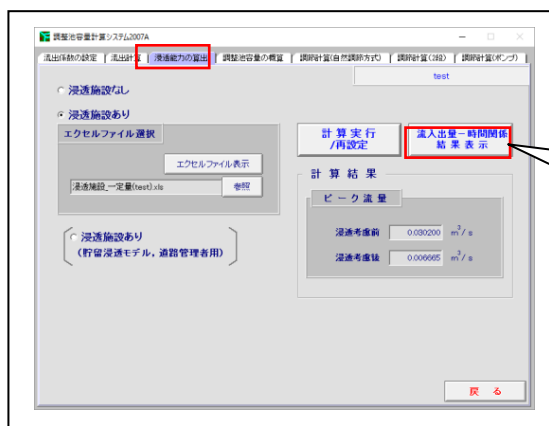 調整池容量計算システム2007A
流出係数の設定 流出計算 浸透能力の算出 調整池容量の概算 調節計算(自然調節方式) 調節計算(2段) 調節計算(ポンプ)
test
浸透施設なし
浸透施設あり
エクセルファイル選択
エクセルファイル表示
浸透施設_一定量(test).xls 参照
浸透施設あり
(貯留浸透モデル,道路管理者用)
計算実行
/再設定
流入出量-時間関係
結果表示
計算結果
ピーク流量
浸透考慮前 0.090200 m3/s
浸透考慮後 0.006665 m3/s
戻る